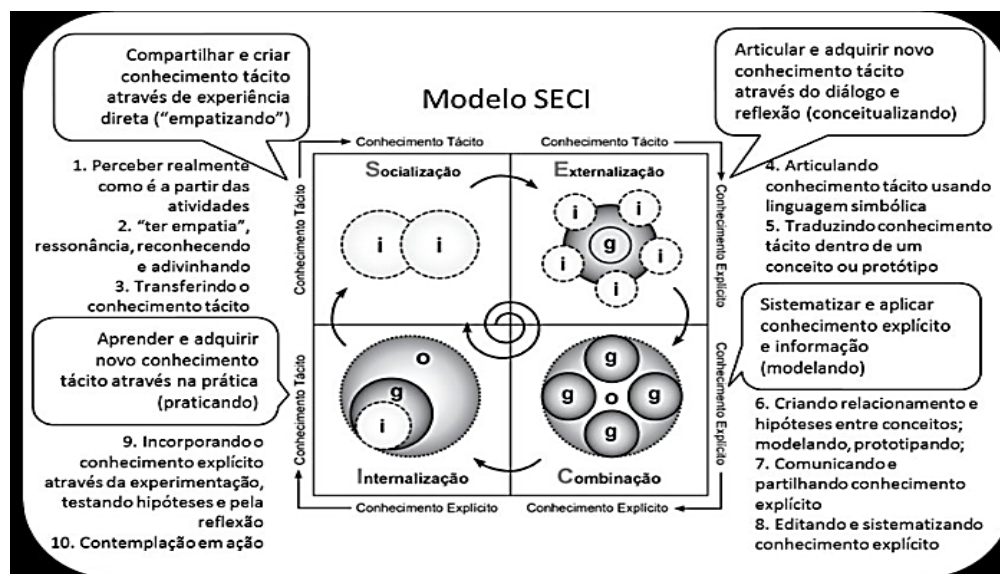 Compartilhar e criar
conhecimento tácito
através de experiência
direta (“empatizando”)
Modelo SECI
Articular e adquirir novo
conhecimento tácito
através do diálogo e
reflexão (conceitualizando)
Conhecimento Tácito
Conhecimento Tácito
1. Perceber realmente
como é a partir das
atividades
2. “ter empatia”,
ressonância, reconhecendo
e adivinhando
3. Transferindo o
conhecimento tácito
Conhecimento Tácito
Socialização
i
i
Externalização
i
i
i
i
i
g
Conhecimento Explícito
4. Articulando
conhecimento tácito usando
linguagem simbólica
5. Traduzindo conhecimento
tácito dentro de um
conceito ou protótipo
Aprender e adquirir
novo conhecimento
tácito através na prática
(praticando)
Sistematizar e aplicar
conhecimento explícito
e informação
(modelando)
9. Incorporando o
conhecimento explícito
através da experimentação,
testando hipóteses e pela
reflexão
10. Contemplação em ação
Conhecimento Tácito
o
g
i
Internalização
g
g
o
g
g
Combinação
Conhecimento Explícito
6. Criando relacionamento e
hipóteses entre conceitos;
modelando, prototipando;
7. Comunicando e
partilhando conhecimento
explícito
8. Editando e sistematizando
conhecimento explícito
Conhecimento Explícito
Conhecimento Explícito